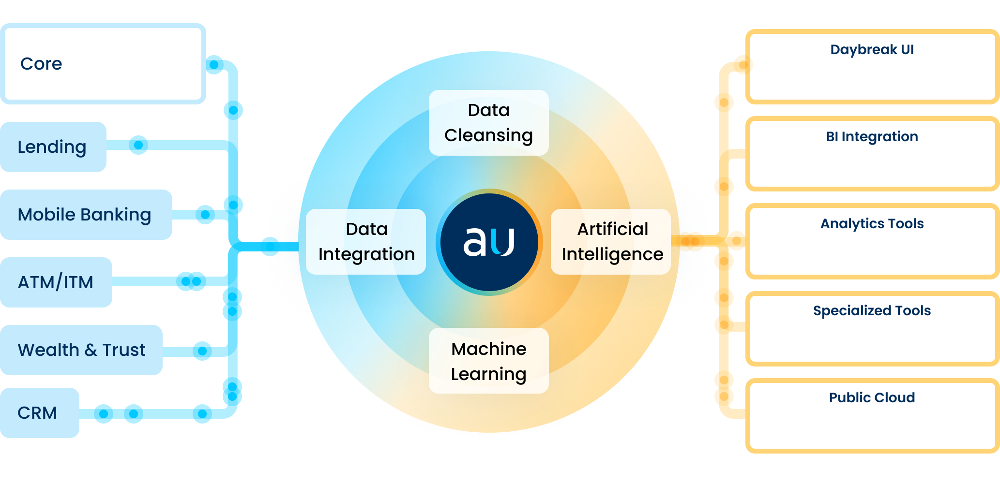 Core
Lending
Mobile Banking
ATM/ITM
Wealth & Trust
CRM
Data
Cleansing
Data
Integration
au
Artificial
Intelligence
Machine
Learning
Daybreak UI
BI Integration
Analytics Tools
Specialized Tools
Public Cloud